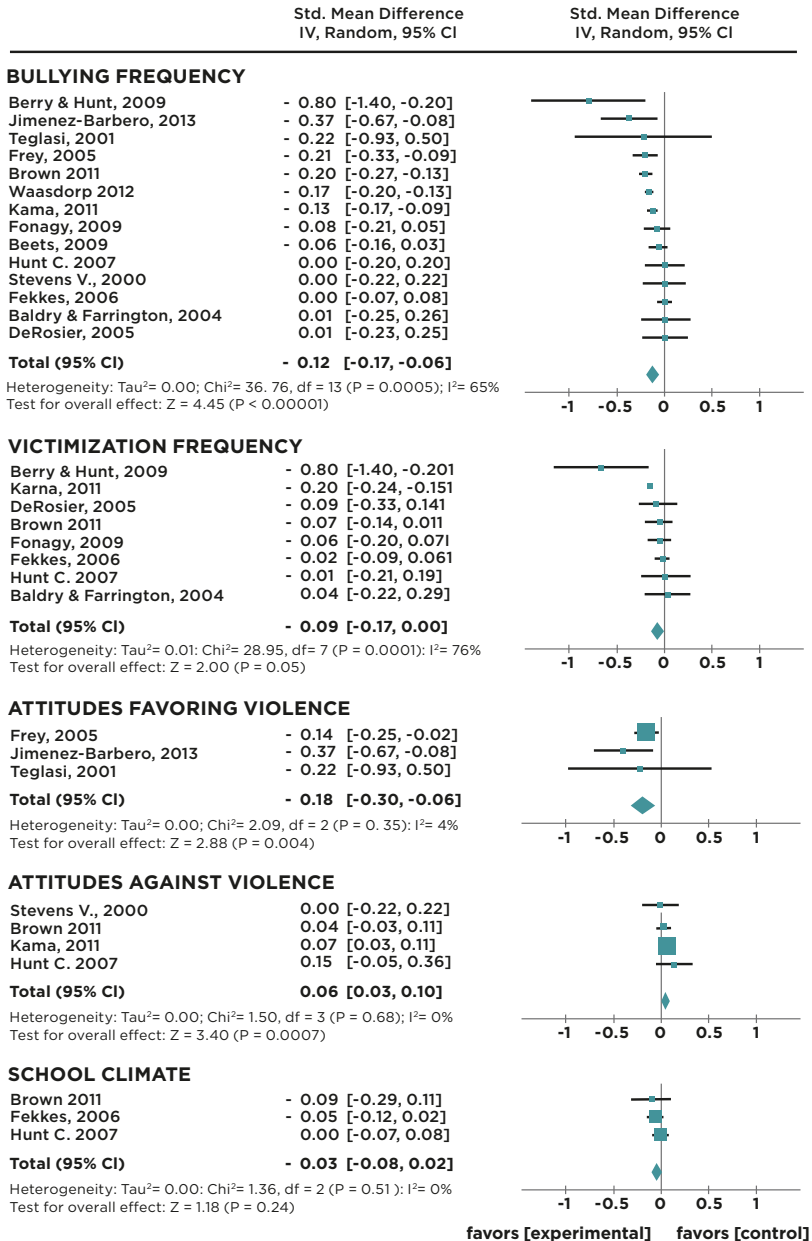 Std. Mean Difference
IV, Random, 95% CI
Std. Mean Difference
IV, Random, 95% CI
BULLYING FREQUENCY
Berry & Hunt, 2009 - 0.80 [-1.40, -0.20]
Jimenez-Barbero, 2013 - 0.37 [-0.67, -0.08]
Teglasi, 2001 - 0.22 [-0.93, 0.50]
Frey, 2005 - 0.21 [-0.33, -0.09]
Brown 2011 - 0.20 [-0.27, -0.13]
Waasdorp 2012 - 0.17 [-0.20, -0.13]
Kama, 2011 - 0.13 [-0.17, -0.09]
Fonagy, 2009 - 0.08 [-0.21, 0.05]
Beets, 2009 - 0.06 [-0.16, 0.03]
Hunt C. 2007 0.00 [-0.20, 0.20]
Stevens V., 2000 0.00 [-0.22, 0.22]
Fekkes, 2006 0.00 [-0.07, 0.08]
Baldry & Farrington, 2004 0.01 [-0.25, 0.26]
DeRosier, 2005 0.01 [-0.23, 0.25]
Total (95% Cl) - 0.12 [-0.17, -0.06]
Heterogeneity: Tau²= 0.00; Chi²= 36. 76, df = 13 (P = 0.0005); I²= 65%
Test for overall effect: Z = 4.45 (P < 0.00001)
-1 -0.5 0 0.5 1
VICTIMIZATION FREQUENCY
Berry & Hunt, 2009 - 0.80 [-1.40, -0.201
Karna, 2011 - 0.20 [-0.24, -0.151
DeRosier, 2005 - 0.09 [-0.33, 0.141
Brown 2011 - 0.07 [-0.14, 0.011
Fonagy, 2009 - 0.06 [-0.20, 0.07I
Fekkes, 2006 - 0.02 [-0.09, 0.061
Hunt C. 2007 - 0.01 [-0.21, 0.19]
Baldry & Farrington, 2004 0.04 [-0.22, 0.29]
Total (95% Cl) - 0.09 [-0.17, 0.00]
Heterogeneity: Tau²= 0.01: Chi²= 28.95, df= 7 (P = 0.0001): I²= 76%
Test for overall effect: Z = 2.00 (P = 0.05)
-1 -0.5 0 0.5 1
ATTITUDES FAVORING VIOLENCE
Frey, 2005 - 0.14 [-0.25, -0.02]
Jimenez-Barbero, 2013 - 0.37 [-0.67, -0.08]
Teglasi, 2001 - 0.22 [-0.93, 0.50]
Total (95% Cl) - 0.18 [-0.30, -0.06]
Heterogeneity: Tau²= 0.00; Chi²= 2.09, df = 2 (P = 0. 35): I²= 4%
Test for overall effect: Z = 2.88 (P = 0.004)
-1 -0.5 0 0.5 1
ATTITUDES AGAINST VIOLENCE
Stevens V., 2000 0.00 [-0.22, 0.22]
Brown 2011 0.04 [-0.03, 0.11]
Kama, 2011 0.07 [0.03, 0.11]
Hunt C. 2007 0.15 [-0.05, 0.36]
Total (95% Cl) 0.06 [0.03, 0.10]
Heterogeneity: Tau²= 0.00; Chi²= 1.50, df = 3 (P = 0.68); I²= 0%
Test for overall effect: Z = 3.40 (P = 0.0007)
-1 -0.5 0 0.5 1
SCHOOL CLIMATE
Brown 2011 - 0.09 [-0.29, 0.11]
Fekkes, 2006 - 0.05 [-0.12, 0.02]
Hunt C. 2007 0.00 [-0.07, 0.08]
Total (95% Cl) - 0.03 [-0.08, 0.02]
Heterogeneity: Tau²= 0.00: Chi²= 1.36, df = 2 (P = 0.51 ): I²= 0%
Test for overall effect: Z = 1.18 (P = 0.24)
-1 -0.5 0 0.5 1
favors [experimental] favors [control]